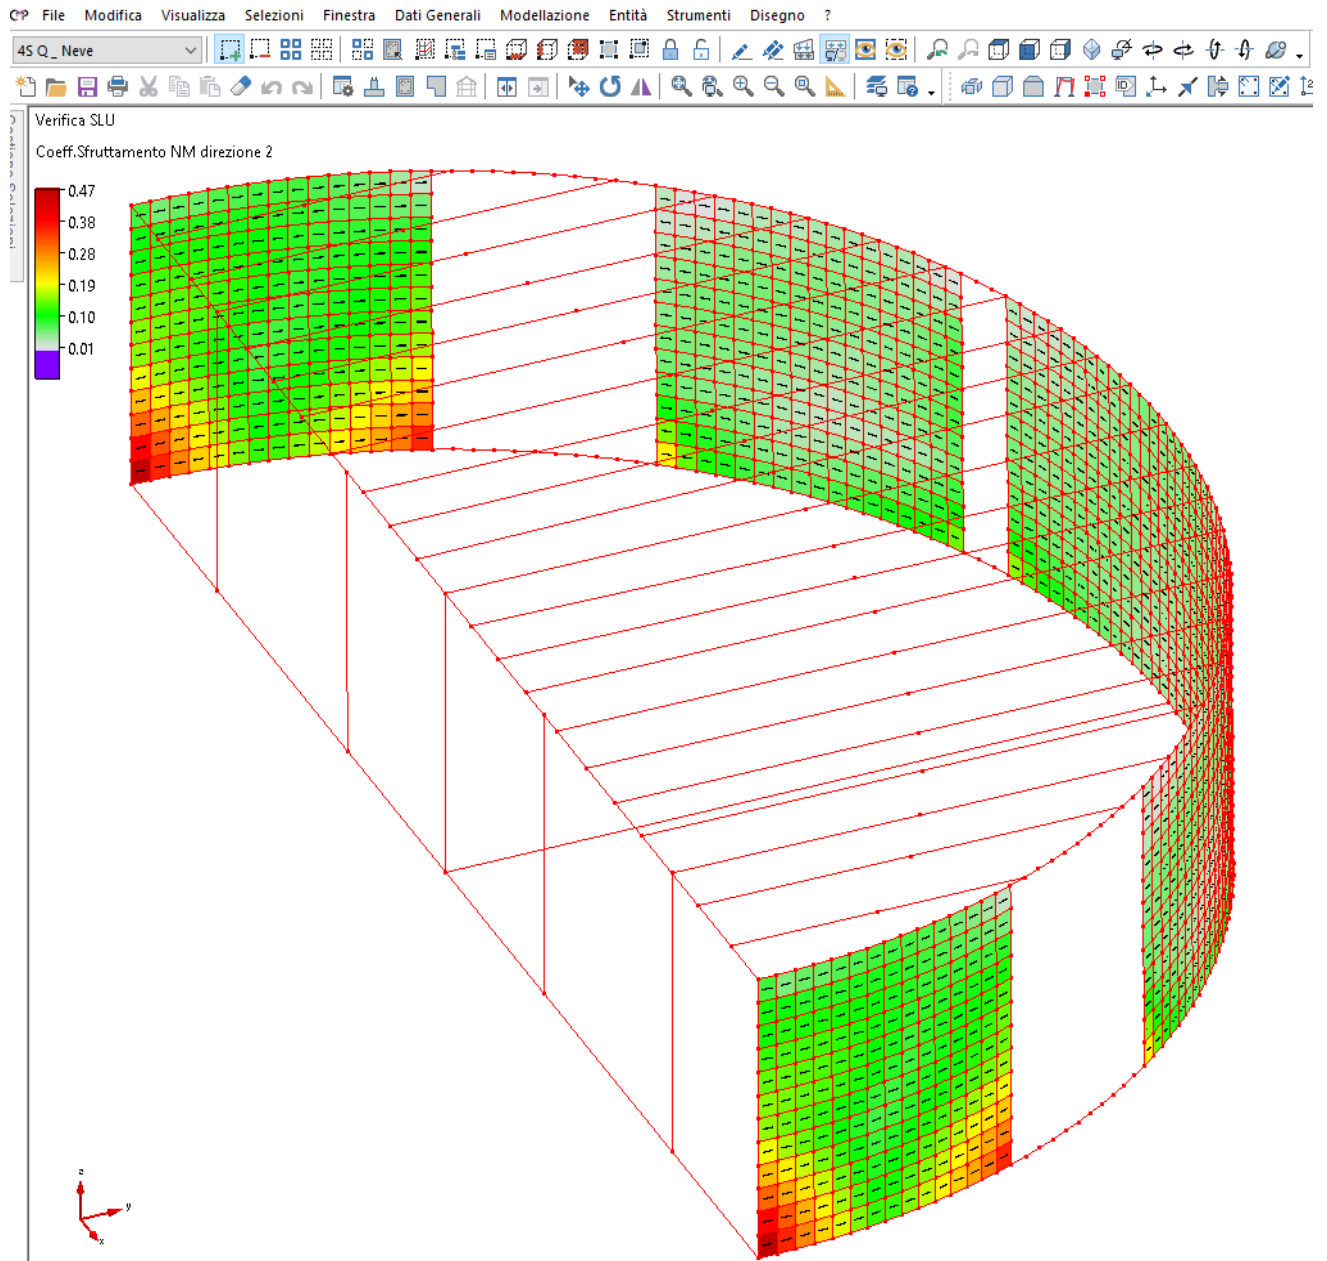 File Modifica Visualizza Selezioni Finestra Dati Generali Modellazione Entità Strumenti Disegno ?
4S Q_ Neve
Verifica SLU
Coeff.Sfruttamento NM direzione 2
0.47
0.38
0.28
0.19
0.10
0.01
z
y
x